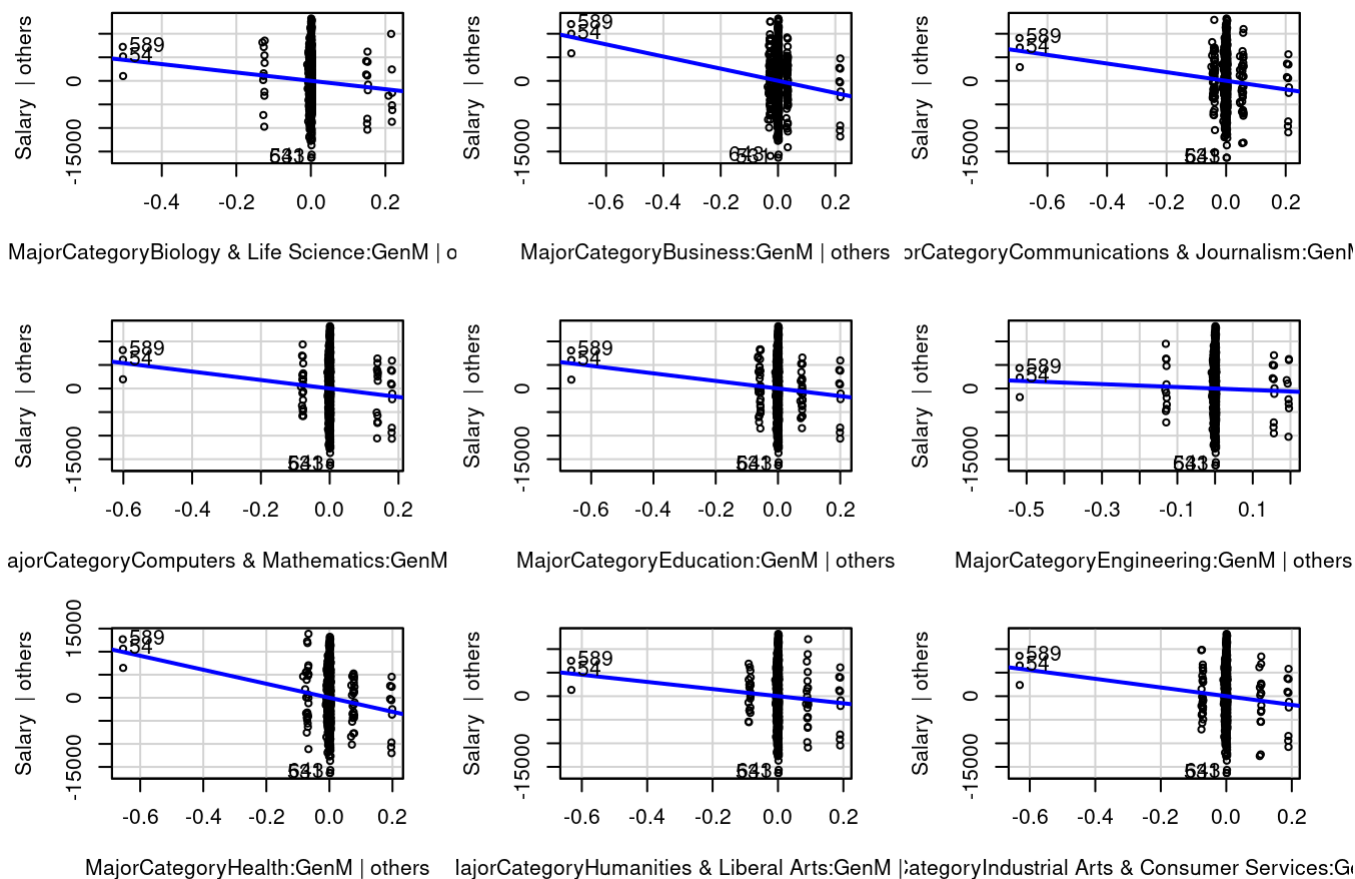 Salary | others
0
-15000
589
54
-0.4 -0.2 0.0 0.2
MajorCategoryBiology & Life Science:GenM | o
Salary | others
0
-15000
589
54
-0.6 -0.4 -0.2 0.0 0.2
MajorCategoryBusiness:GenM | others
Salary | others
0
-15000
589
54
-0.6 -0.4 -0.2 0.0 0.2
orCategoryCommunications & Journalism:GenM
Salary | others
0
-15000
589
54
-0.6 -0.4 -0.2 0.0 0.2
ajorCategoryComputers & Mathematics:GenM
Salary | others
0
-15000
589
54
-0.6 -0.4 -0.2 0.0 0.2
MajorCategoryEducation:GenM | others
Salary | others
0
-15000
589
54
-0.5 -0.3 -0.1 0.1
MajorCategoryEngineering:GenM | others
Salary | others
15000
0
-15000
589
54
-0.6 -0.4 -0.2 0.0 0.2
MajorCategoryHealth:GenM | others
Salary | others
0
-15000
589
54
-0.6 -0.4 -0.2 0.0 0.2
lajorCategoryHumanities & Liberal Arts:GenM |
Salary | others
0
-15000
589
54
-0.6 -0.4 -0.2 0.0 0.2
CategoryIndustrial Arts & Consumer Services:Ge